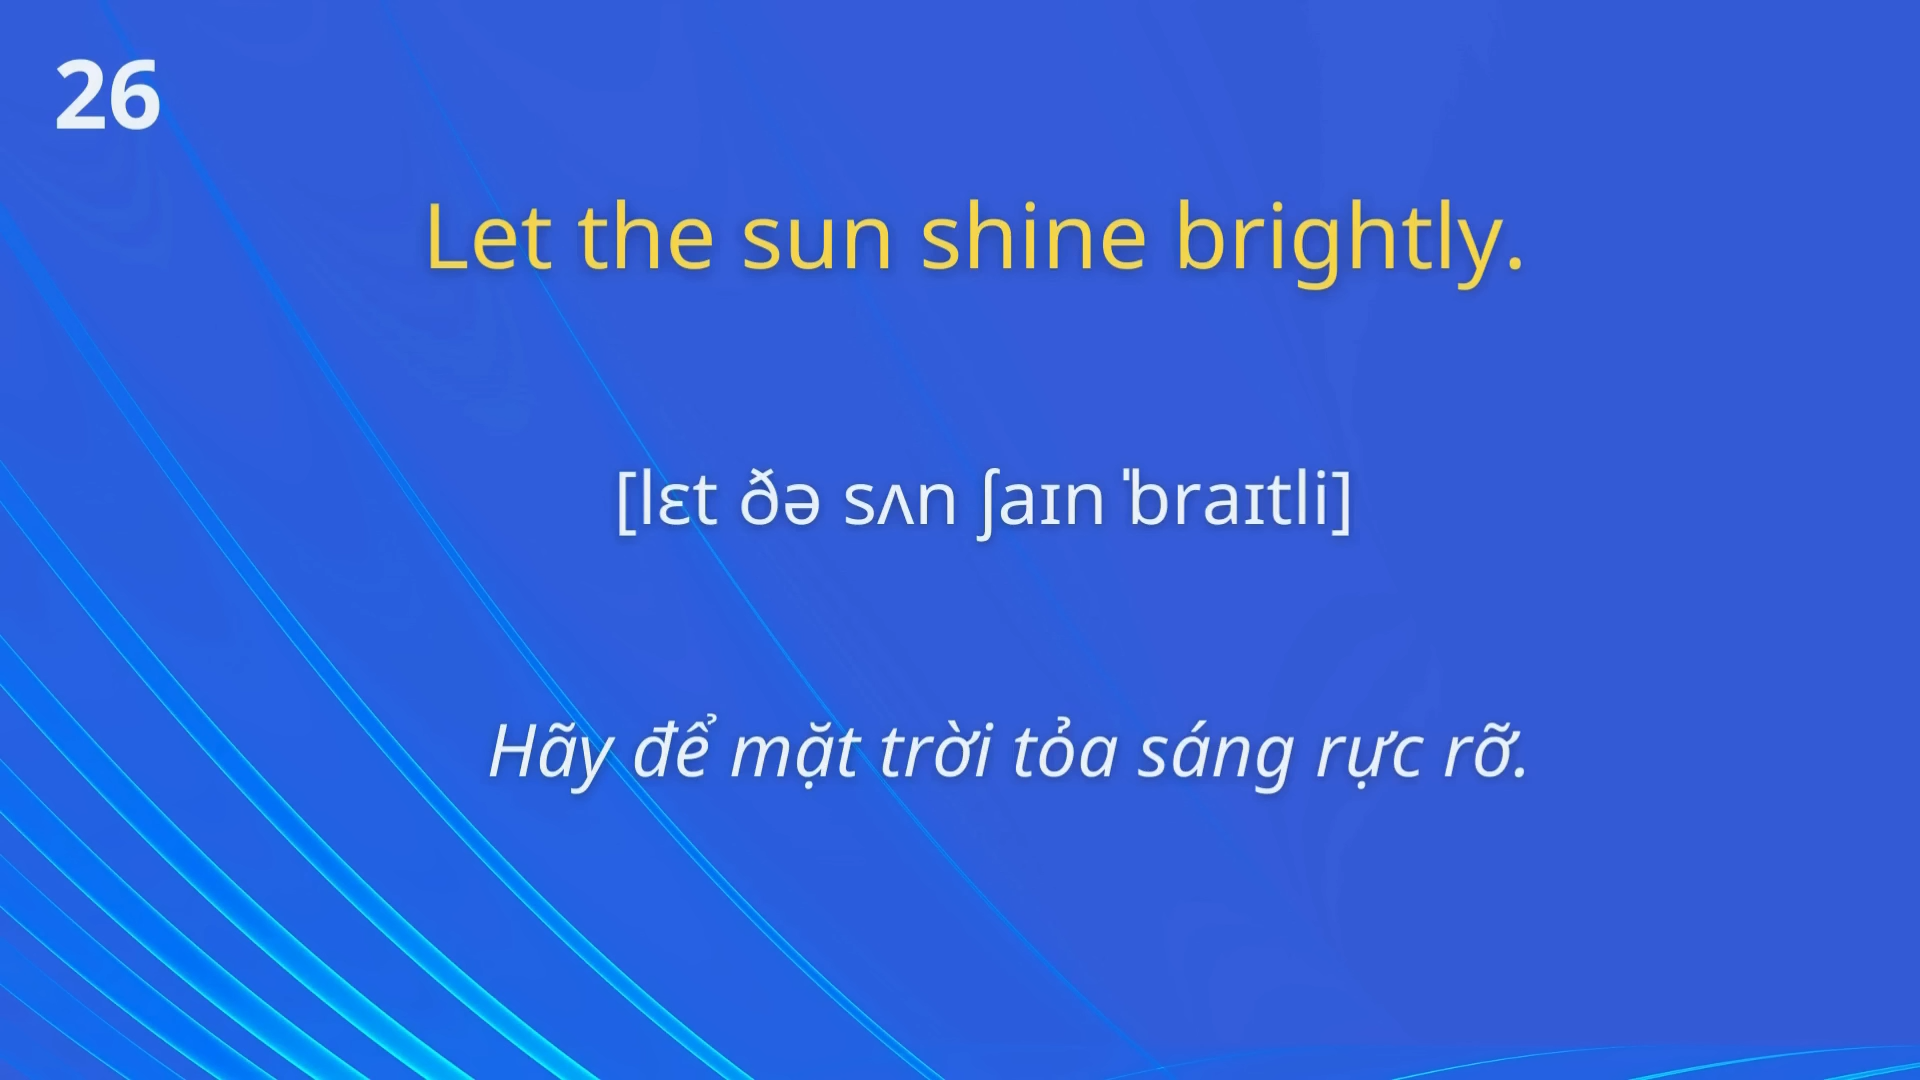 26
Let the sun shine brightly.
[lɛt ðə sʌn ʃaɪn ˈbraɪtli]
Hãy để mặt trời tỏa sáng rực rỡ.